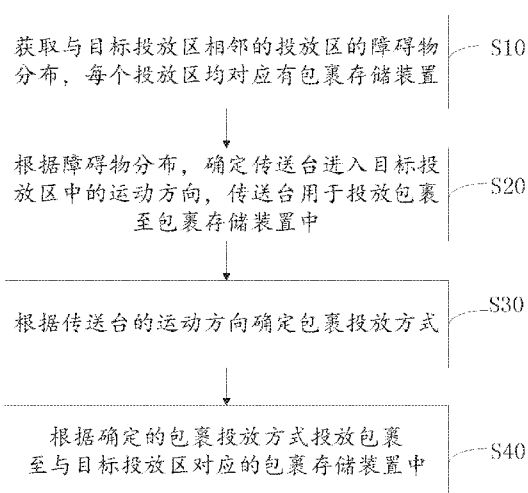 获取与目标投放区相邻的投放区的障碍物
分布，每个投放区均对应有包裹存储装置
S10
根据障碍物分布，确定传送台进入目标投
放区中的运动方向，传送台用于投放包裹
至包裹存储装置中
S20
根据传送台的运动方向确定包裹投放方式
S30
根据确定的包裹投放方式投放包裹
至与目标投放区对应的包裹存储装置中
S40